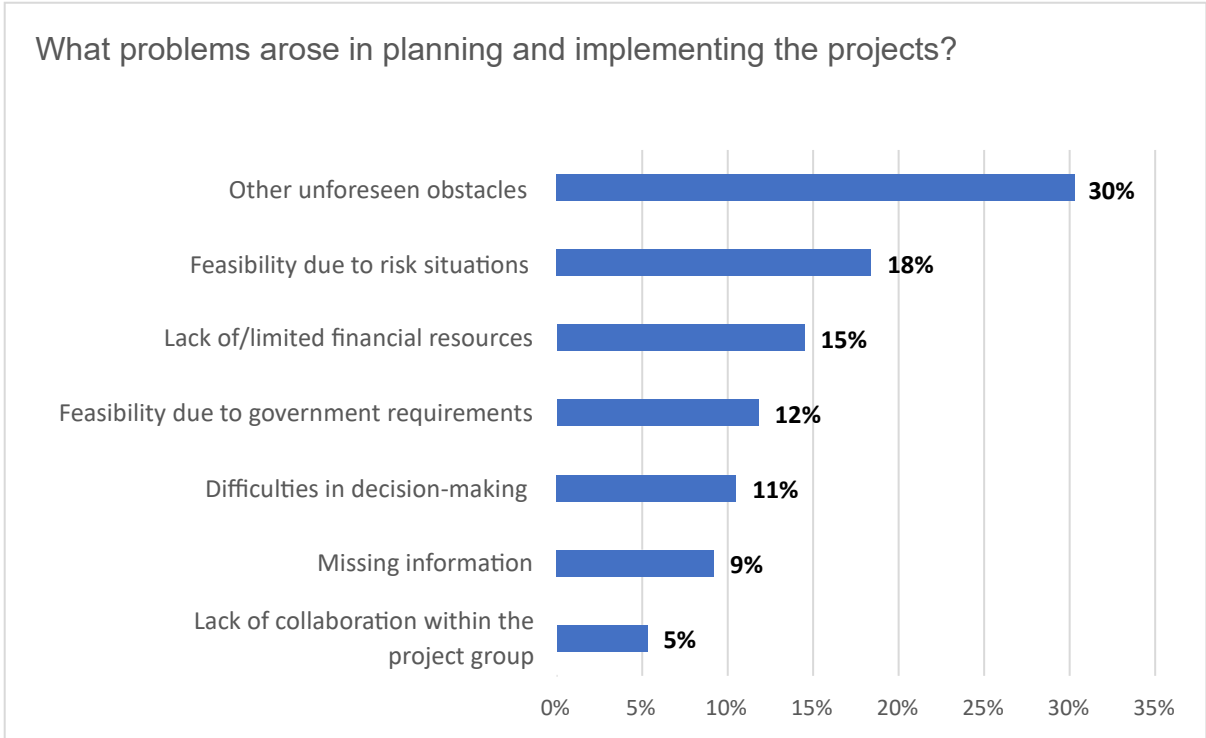 What problems arose in planning and implementing the projects?
Other unforeseen obstacles 30%
Feasibility due to risk situations 18%
Lack of/limited financial resources 15%
Feasibility due to government requirements 12%
Difficulties in decision-making 11%
Missing information 9%
Lack of collaboration within the
project group 5%
0% 5% 10% 15% 20% 25% 30% 35%